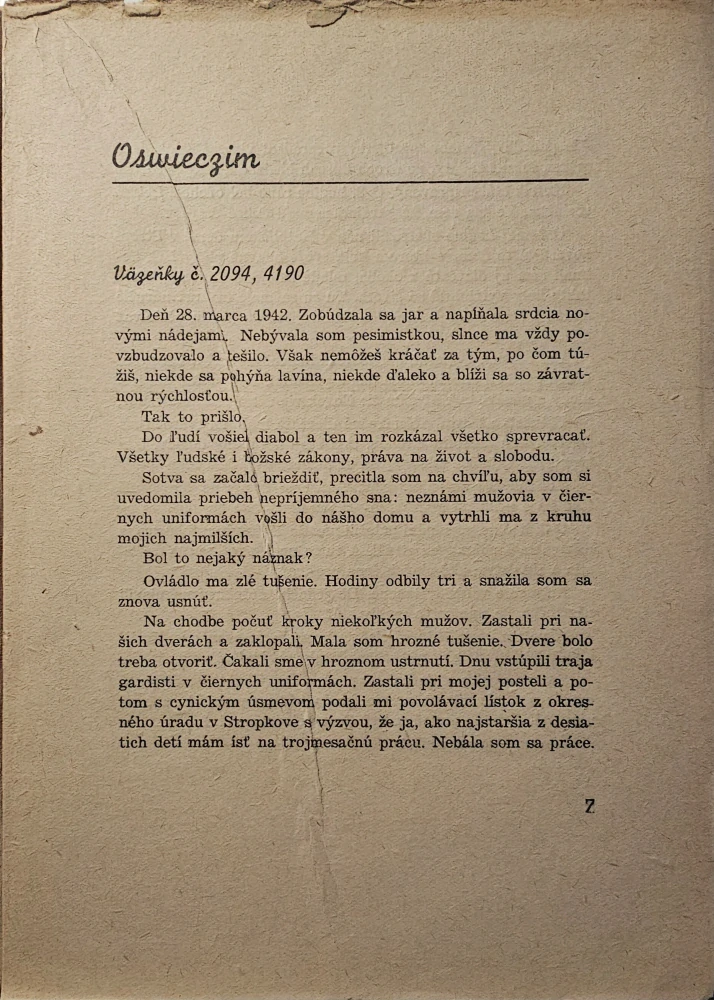 Oswieczim
Väzeňky č. 2094, 4190
Deň 28. marca 1942. Zobúdzala sa jar a napíňala srdcia no-
vými nádejami. Nebývala som pesimistkou, slnce ma vždy po-
vzbudzovalo a tešilo. Však nemôžeš kráčať za tým, po čom tú-
žiš, niekde sa pohýňa lavína, niekde ďaleko a blíži sa so závrat-
nou rýchlosťou.
Tak to prišlo.
Do ľudí vošiel diabol a ten im rozkázal všetko sprevracať.
Všetky ľudské i božské zákony, práva na život a slobodu.
Sotva sa začalo brieždiť, precitla som na chvíľu, aby som si
uvedomila priebeh nepríjemného sna: neznámi mužovia v čier-
nych uniformách vošli do nášho domu a vytrhli ma z kruhu
mojich najmilších.
Bol to nejaký náznak?
Ovládlo ma zlé tušenie. Hodiny odbily tri a snažila som sa
znova usnúť.
Na chodbe počuť kroky niekoľkých mužov. Zastali pri na-
šich dverách a zaklopali. Mala som hrozné tušenie. Dvere bolo
treba otvoriť. Čakali sme v hroznom ustrnutí. Dnu vstúpili traja
gardisti v čiernych uniformách. Zastali pri mojej posteli a po-
tom s cynickým úsmevom podali mi povolávací lístok z okres-
ného úradu v Stropkove s výzvou, že ja, ako najstaršia z desia-
tich detí mám ísť na trojmesačnú prácu. Nebála som sa práce.
7